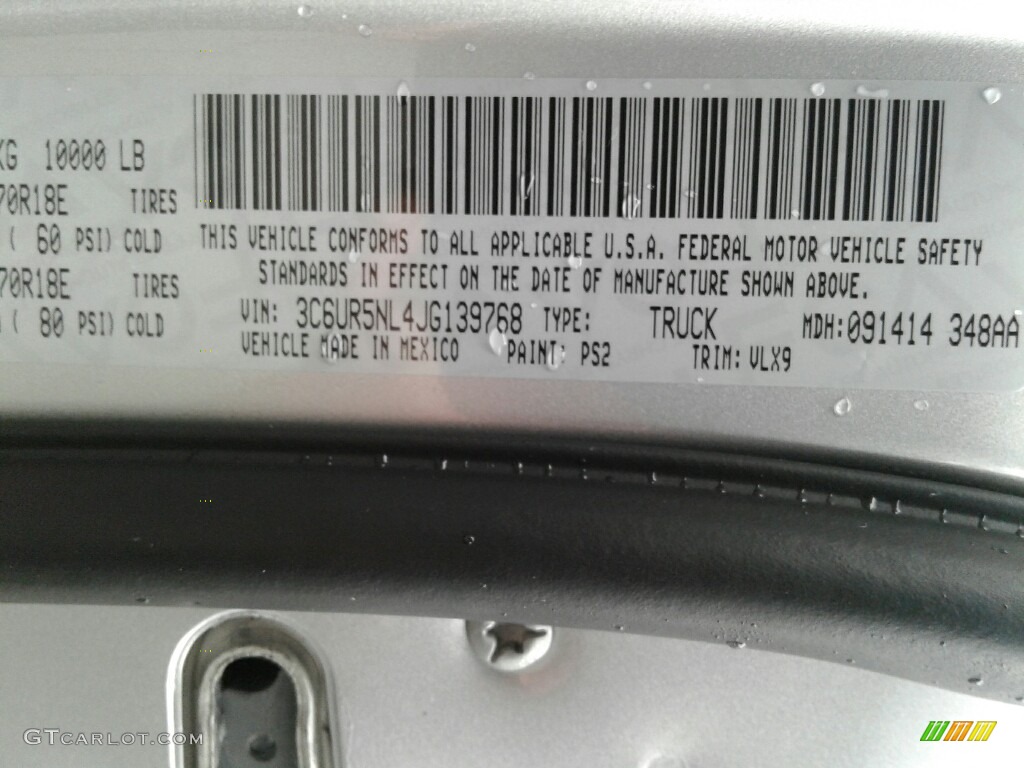 KG 10000 LB
70R18E TIRES
( 60 PSI) COLD
70R18E TIRES
( 80 PSI) COLD
THIS VEHICLE CONFORMS TO ALL APPLICABLE U.S.A. FEDERAL MOTOR VEHICLE SAFETY
STANDARDS IN EFFECT ON THE DATE OF MANUFACTURE SHOWN ABOVE.
VIN: 3C6UR5NL4JG139768 TYPE: TRUCK MDH:091414 348AA
VEHICLE MADE IN MEXICO PAINT: PS2 TRIM: VLX9
GTCARLOT.COM